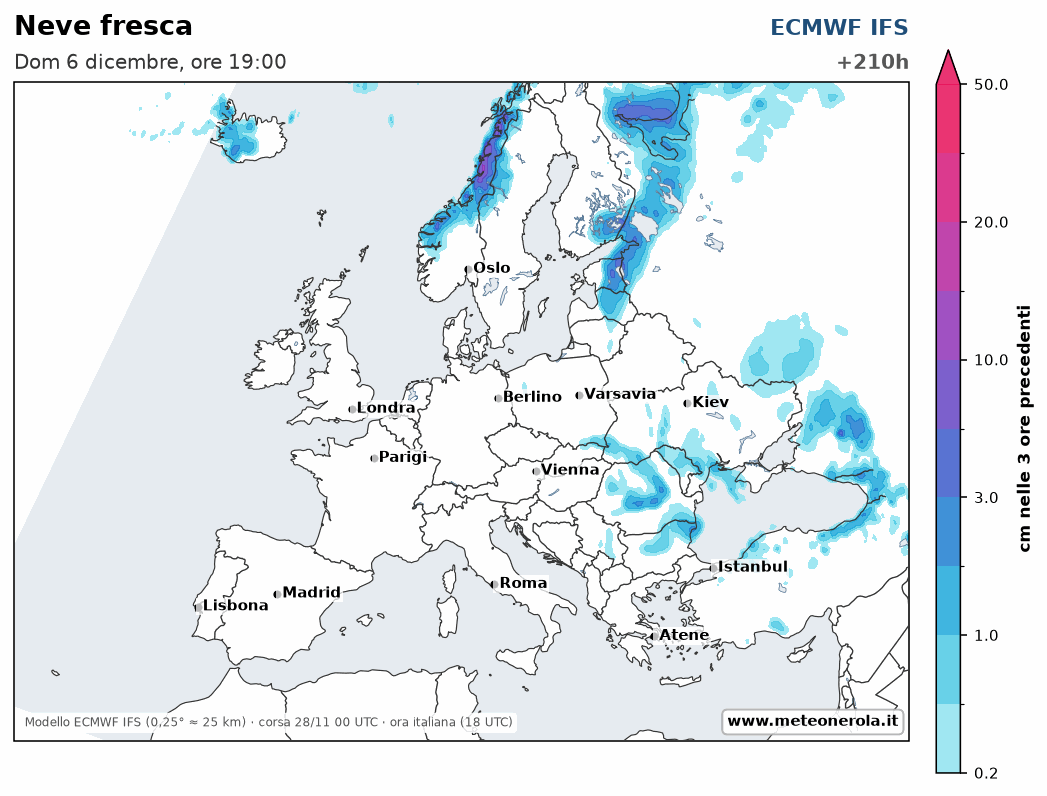 Neve fresca
ECMWF IFS
Dom 6 dicembre, ore 19:00
+210h
50.0
20.0
10.0
3.0
1.0
0.2
cm nelle 3 ore precedenti
Oslo
Berlino
Varsavia
Kiev
Londra
Parigi
Vienna
Istanbul
Roma
Madrid
Lisbona
Atene
Modello ECMWF IFS (0,25° ≈ 25 km) · corsa 28/11 00 UTC · ora italiana (18 UTC)
www.meteonerola.it